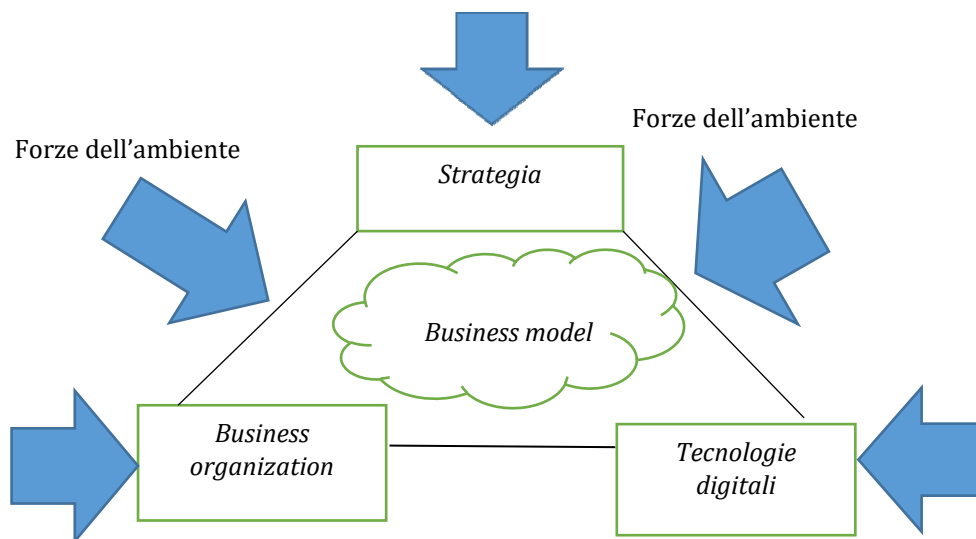 Forze dell’ambiente
Forze dell’ambiente
Strategia
Business model
Business
organization
Tecnologie
digitali